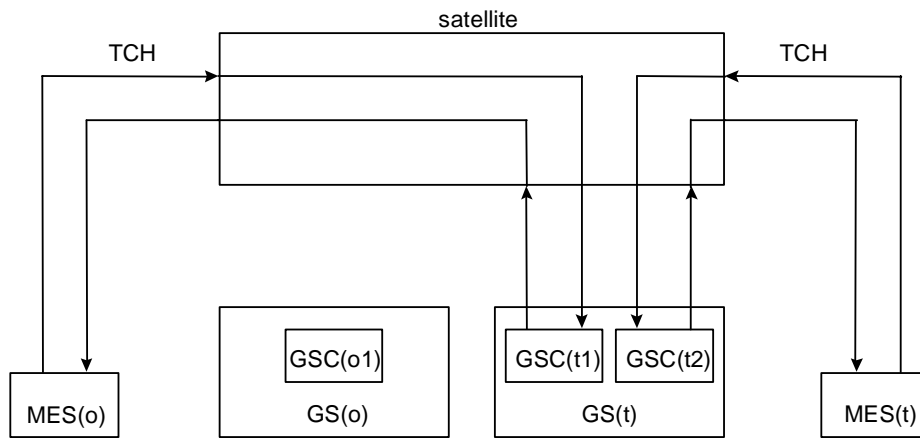 satellite
TCH
TCH
GSC(o1)
GSC(t1)
GSC(t2)
MES(o)
GS(o)
GS(t)
MES(t)